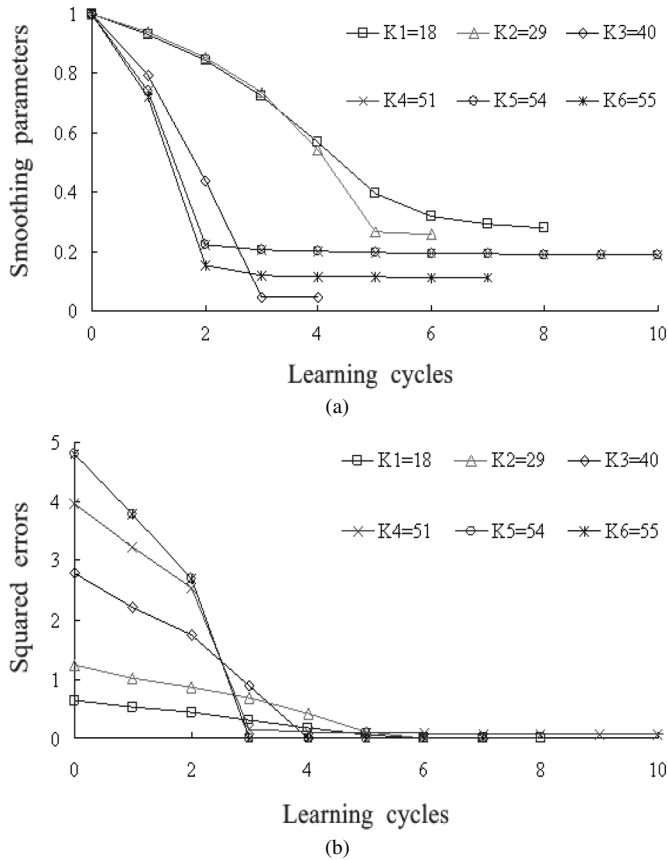 1
0.8
0.6
0.4
0.2
0
Smoothing parameters
K1=18 K2=29 K3=40
K4=51 K5=54 K6=55
0 2 4 6 8 10
Learning cycles
(a)
5
4
3
2
1
0
Squared errors
K1=18 K2=29 K3=40
K4=51 K5=54 K6=55
0 2 4 6 8 10
Learning cycles
(b)